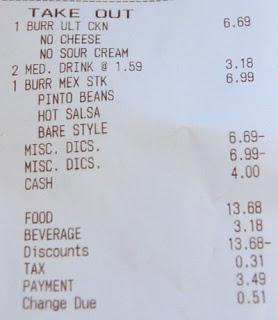 TAKE OUT
1 BURR ULT CKN 6.69
NO CHEESE
NO SOUR CREAM
2 MED. DRINK @ 1.59 3.18
1 BURR MEX STK 6.99
PINTO BEANS
HOT SALSA
BARE STYLE
MISC. DICS. 6.69-
MISC. DICS. 6.99-
CASH 4.00
FOOD 13.68
BEVERAGE 3.18
Discounts 13.68-
TAX 0.31
PAYMENT 3.49
Change Due 0.51